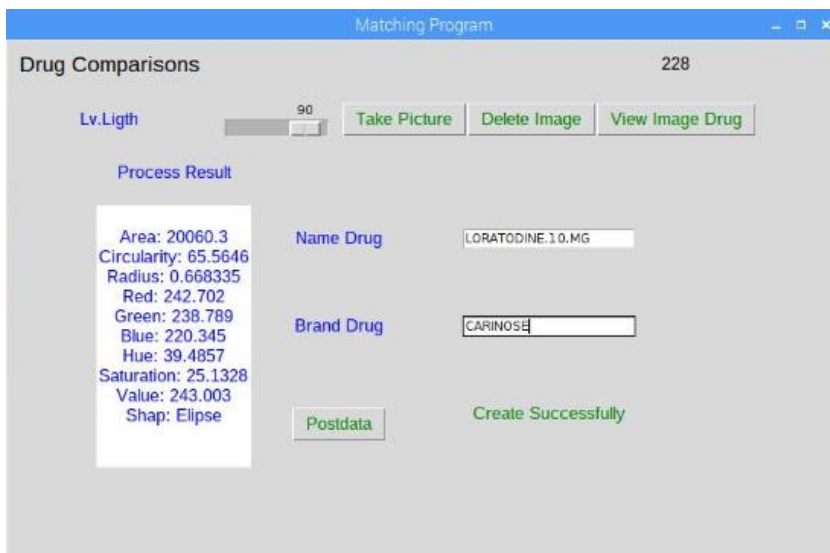 Matching Program
Drug Comparisons
228
Lv.Ligth
90
Take Picture
Delete Image
View Image Drug
Process Result
Area: 20060.3
Circularity: 65.5646
Radius: 0.668335
Red: 242.702
Green: 238.789
Blue: 220.345
Hue: 39.4857
Saturation: 25.1328
Value: 243.003
Shap: Elipse
Name Drug
LORATODINE.10.MG
Brand Drug
CARINOSE
Postdata
Create Successfully